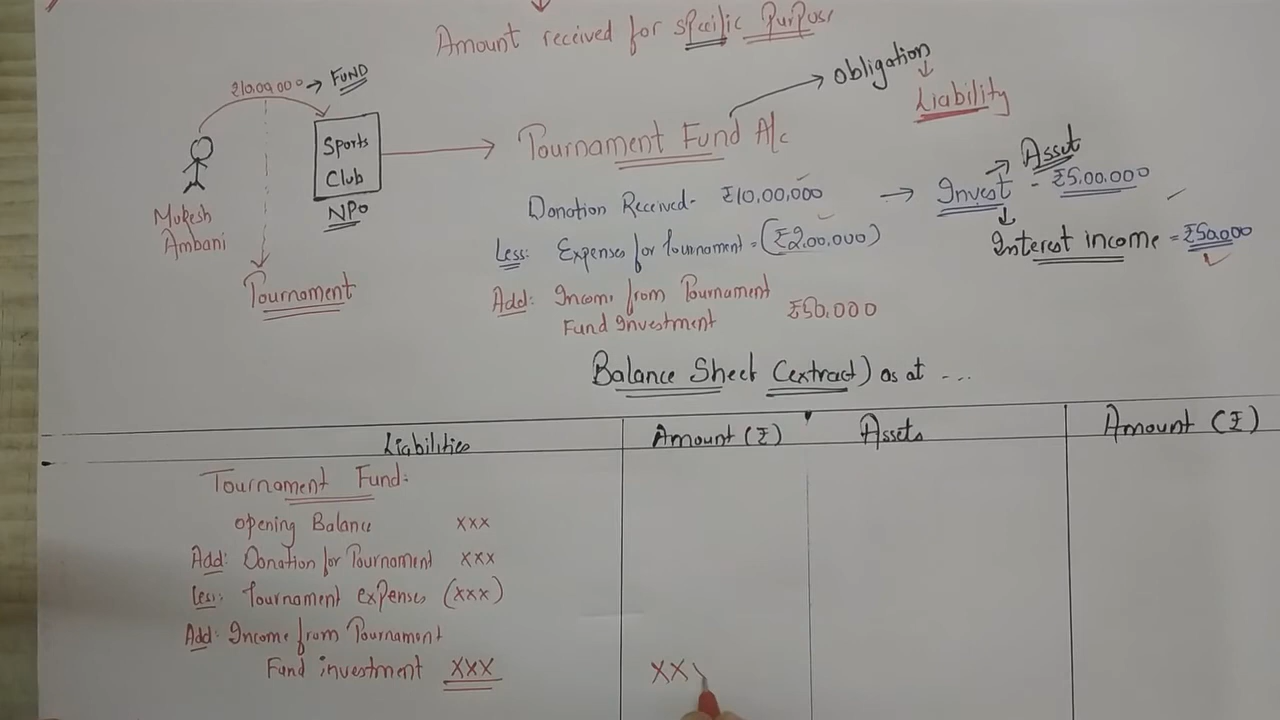 Amount received for specific Purpose
₹10,00,000 → FUND
obligation
Liability
Sports
Club
NPO
Tournament Fund A/c
Mukesh
Ambani
Tournament
Asset
Donation Received - ₹10,00,000 → Invest - ₹5,00,000
Less: Expenses for Tournament = (₹2,00,000)
Interest income = ₹50,000
Add: Income from Tournament
Fund Investment ₹50,000
Balance Sheet (extract) as at ...
Liabilities Amount (₹) Assets Amount (₹)
Tournament Fund:
Opening Balance xxx
Add: Donation for Tournament xxx
Less: Tournament expenses (xxx)
Add: Income from Tournament
Fund investment xxx XX